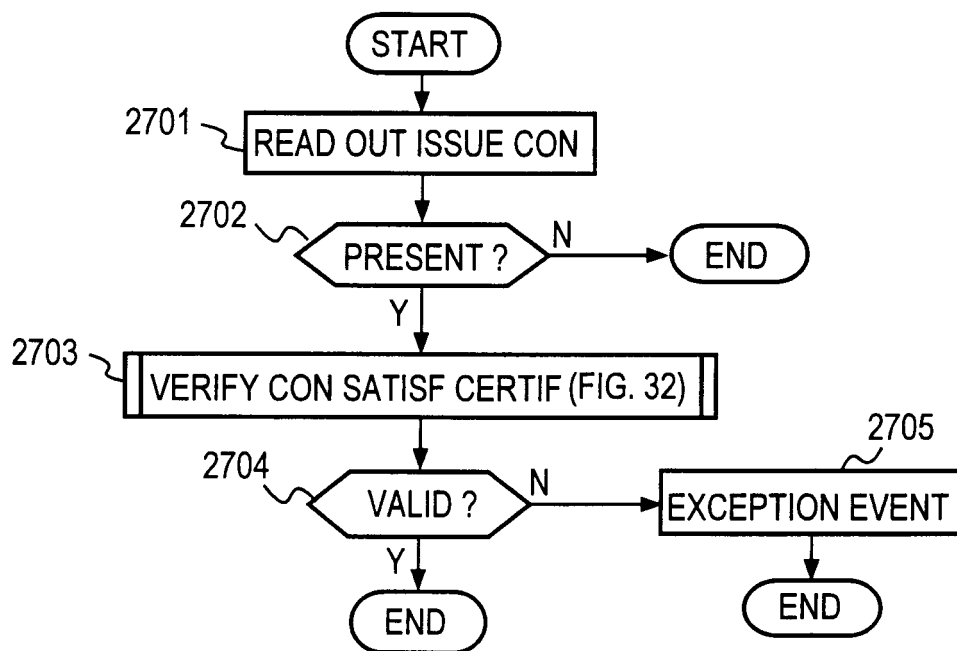 START
2701
READ OUT ISSUE CON
2702
PRESENT ?
N
END
Y
2703
VERIFY CON SATISF CERTIF (FIG. 32)
2704
VALID ?
N
2705
EXCEPTION EVENT
Y
END
END